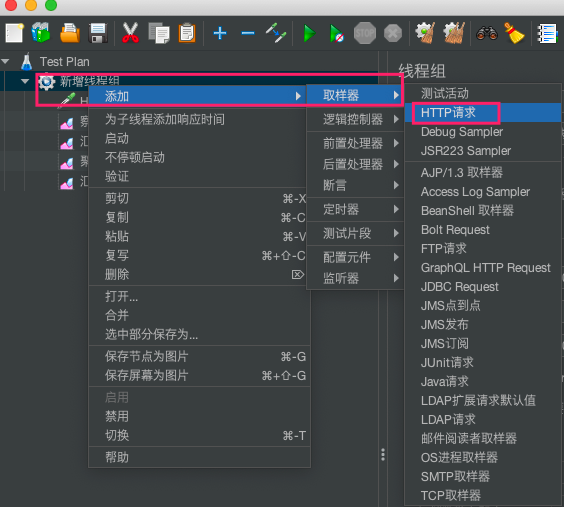 Test Plan
新增线程组
线程组
添加
为子线程添加响应时间
启动
不停顿启动
验证
剪切 ⌘-X
复制 ⌘-C
粘贴 ⌘-V
复写 ⌘+⇧-C
删除 ⌦
打开...
合并
选中部分保存为...
保存节点为图片 ⌘-G
保存屏幕为图片 ⌘+⇧-G
启用
禁用
切换 ⌘-T
帮助
取样器
逻辑控制器
前置处理器
后置处理器
断言
定时器
测试片段
配置元件
监听器
测试活动
HTTP请求
Debug Sampler
JSR223 Sampler
AJP/1.3 取样器
Access Log Sampler
BeanShell 取样器
Bolt Request
FTP请求
GraphQL HTTP Request
JDBC Request
JMS点到点
JMS发布
JMS订阅
JUnit请求
Java请求
LDAP扩展请求默认值
LDAP请求
邮件阅读者取样器
OS进程取样器
SMTP取样器
TCP取样器